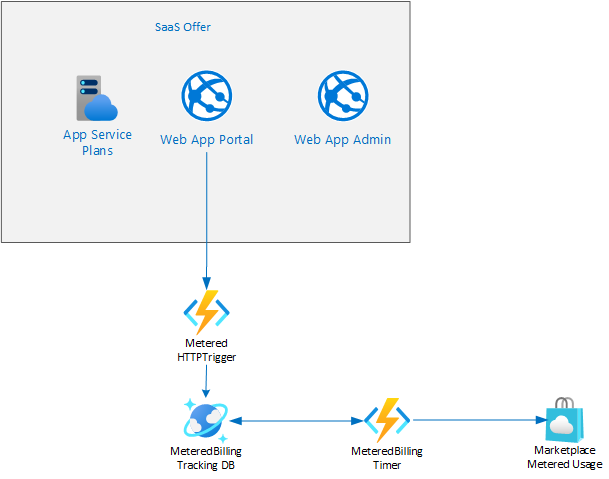 SaaS Offer
App Service
Plans
Web App Portal
Web App Admin
Metered
HTTPTrigger
MeteredBilling
Tracking DB
MeteredBilling
Timer
Marketplace
Metered Usage